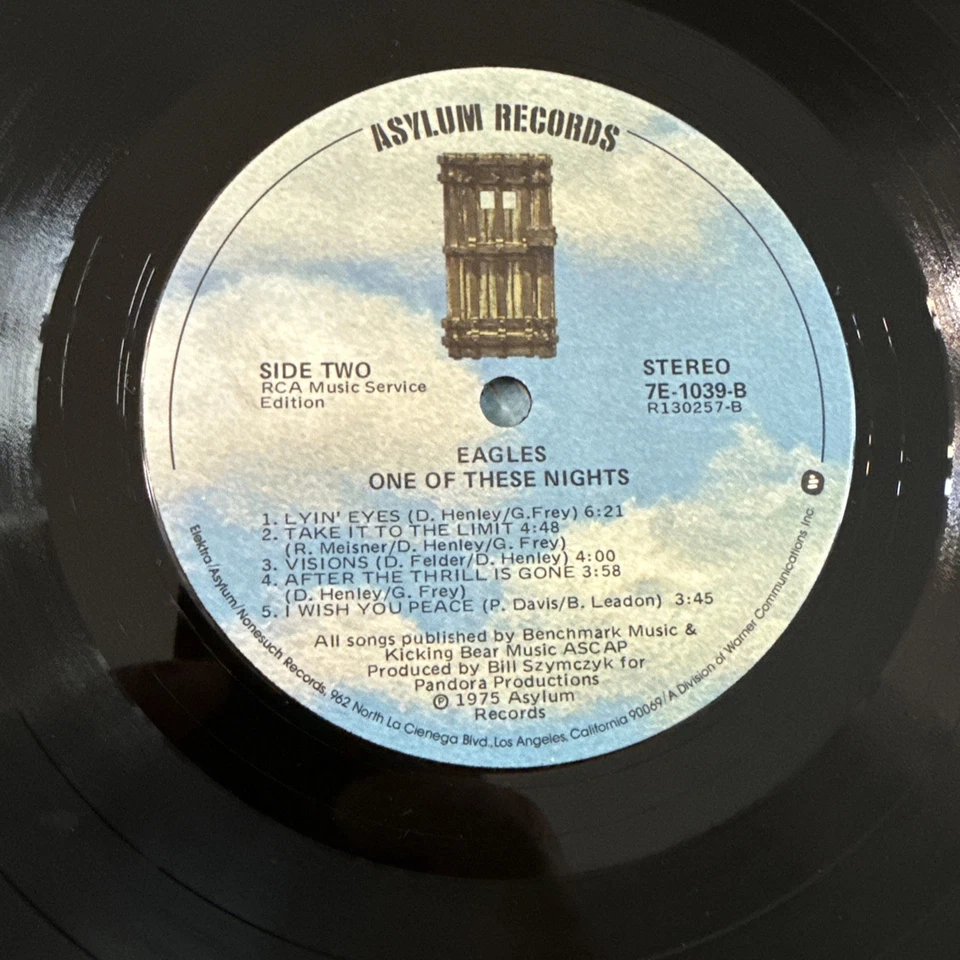 ASYLUM RECORDS
SIDE TWO
RCA Music Service
Edition
STEREO
7E-1039-B
R130257-B
EAGLES
ONE OF THESE NIGHTS
1. LYIN' EYES (D. Henley/G.Frey) 6:21
2. TAKE IT TO THE LIMIT 4:48
(R. Meisner/D. Henley/G. Frey)
3. VISIONS (D. Felder/D. Henley) 4:00
4. AFTER THE THRILL IS GONE 3:58
(D. Henley/G. Frey)
5. I WISH YOU PEACE (P. Davis/B. Leadon) 3:45
All songs published by Benchmark Music &
Kicking Bear Music ASCAP
Produced by Bill Szymczyk for
Pandora Productions
℗ 1975 Asylum
Records
Elektra/Asylum/Nonesuch Records, 962 North La Cienega Blvd., Los Angeles, California 90069/A Division of Warner Communications Inc.